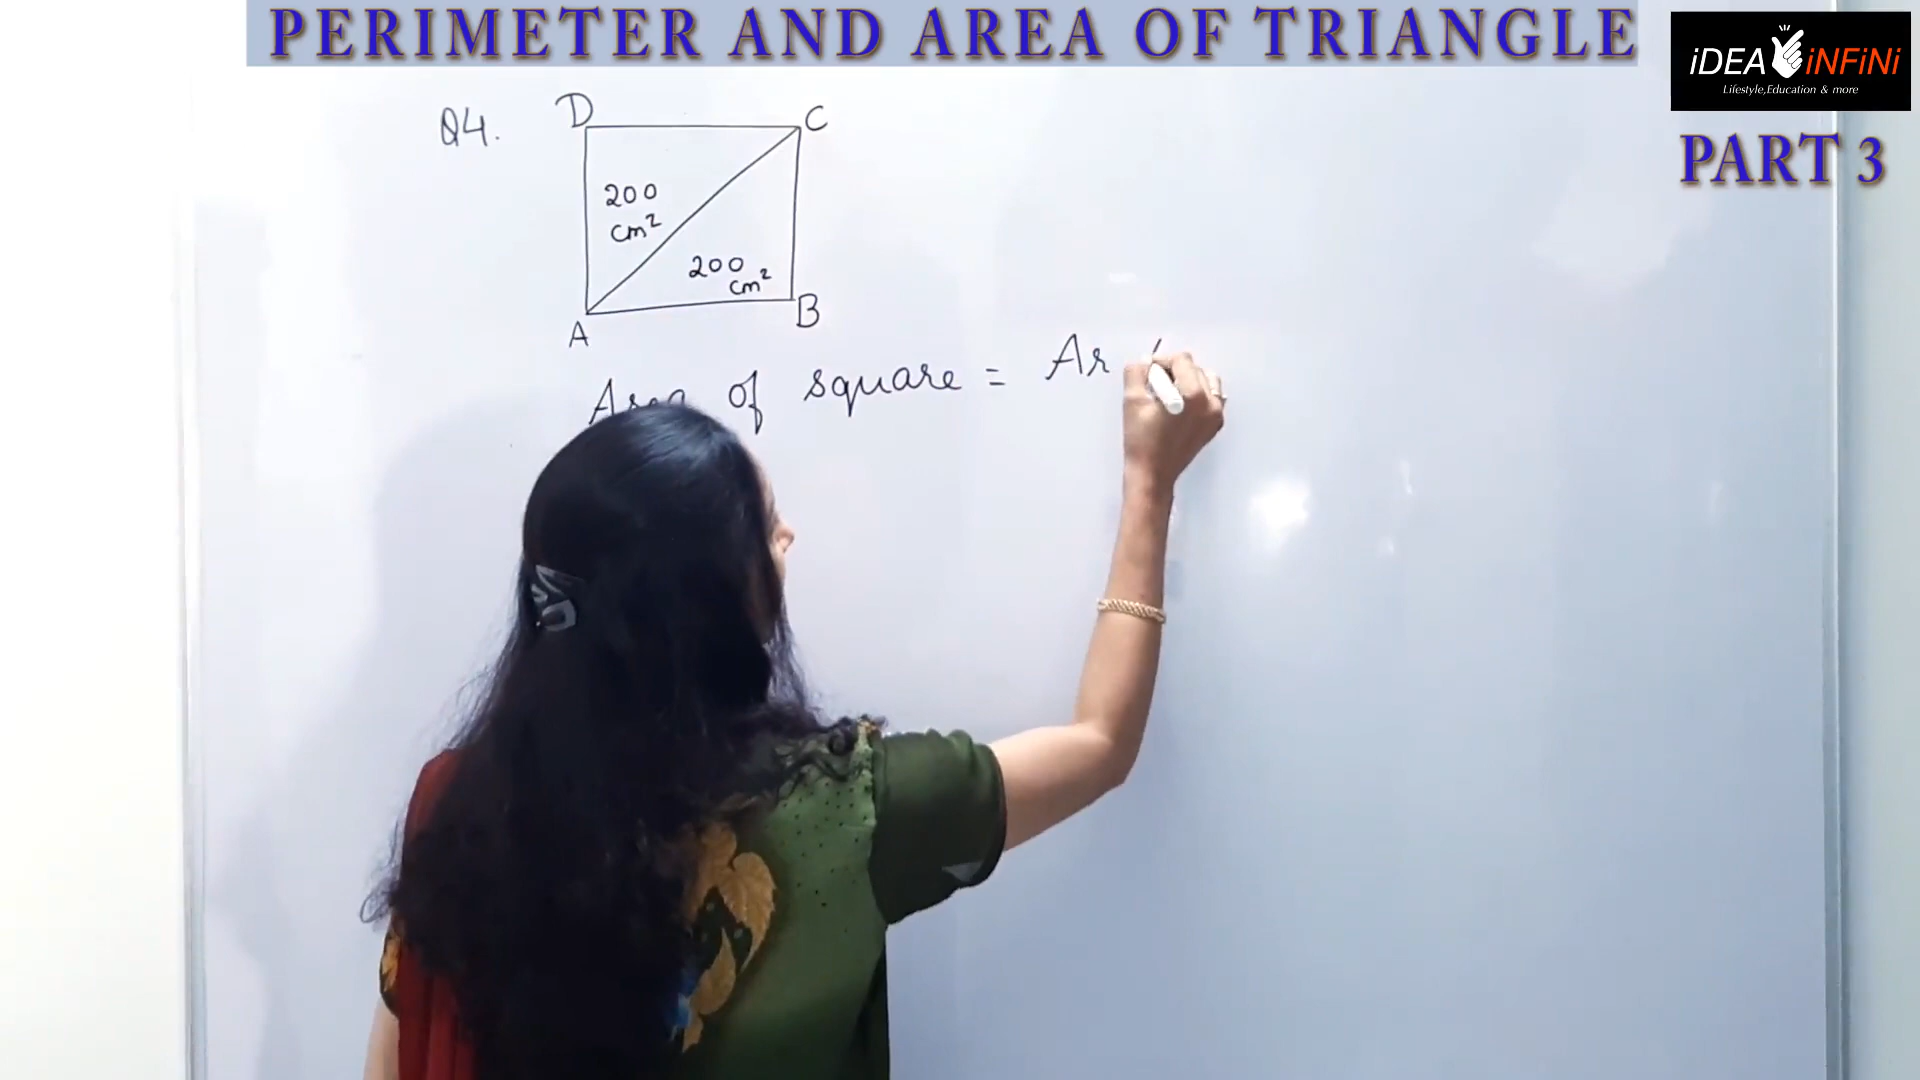 PERIMETER AND AREA OF TRIANGLE
iDEA iNFiNi
Lifestyle,Education & more
PART 3
Q4.
D
C
200
cm²
200
cm²
B
A
Area of square = Ar (